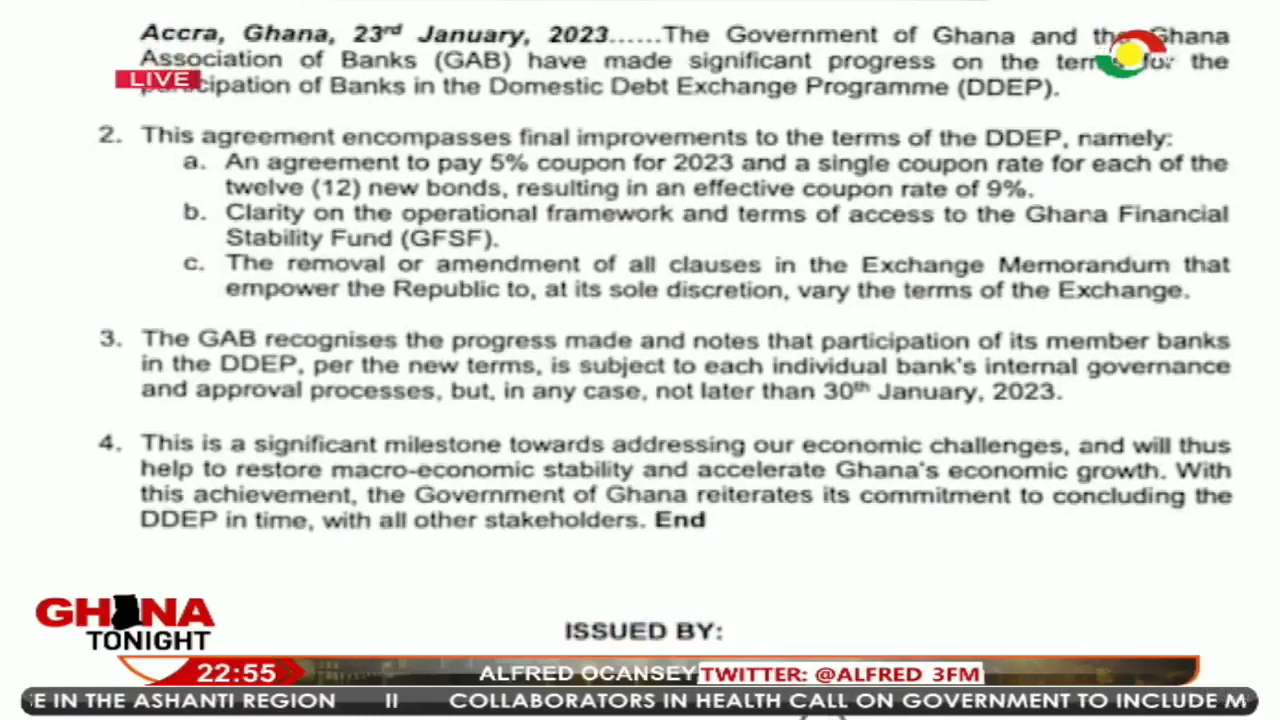 Accra, Ghana, 23rd January, 2023......The Government of Ghana and the Ghana
Association of Banks (GAB) have made significant progress on the terms for the
LIVE
participation of Banks in the Domestic Debt Exchange Programme (DDEP).
2. This agreement encompasses final improvements to the terms of the DDEP, namely:
a. An agreement to pay 5% coupon for 2023 and a single coupon rate for each of the
twelve (12) new bonds, resulting in an effective coupon rate of 9%.
b. Clarity on the operational framework and terms of access to the Ghana Financial
Stability Fund (GFSF).
c. The removal or amendment of all clauses in the Exchange Memorandum that
empower the Republic to, at its sole discretion, vary the terms of the Exchange.
3. The GAB recognises the progress made and notes that participation of its member banks
in the DDEP, per the new terms, is subject to each individual bank's internal governance
and approval processes, but, in any case, not later than 30th January, 2023.
4. This is a significant milestone towards addressing our economic challenges, and will thus
help to restore macro-economic stability and accelerate Ghana's economic growth. With
this achievement, the Government of Ghana reiterates its commitment to concluding the
DDEP in time, with all other stakeholders. End
ISSUED BY:
GHANA
TONIGHT
22:55
ALFRED OCANSEY TWITTER: @ALFRED_3FM
E IN THE ASHANTI REGION II COLLABORATORS IN HEALTH CALL ON GOVERNMENT TO INCLUDE M